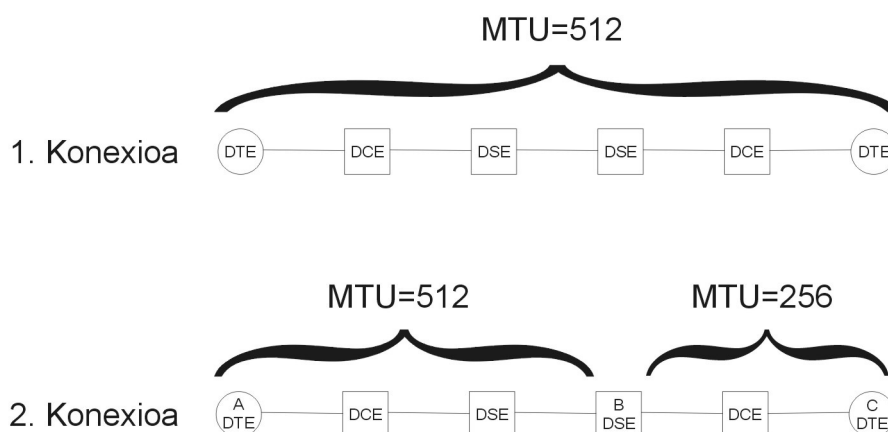 MTU=512
1. Konexioa DTE DCE DSE DSE DCE DTE
MTU=512 MTU=256
2. Konexioa A DTE DCE DSE B DSE DCE C DTE